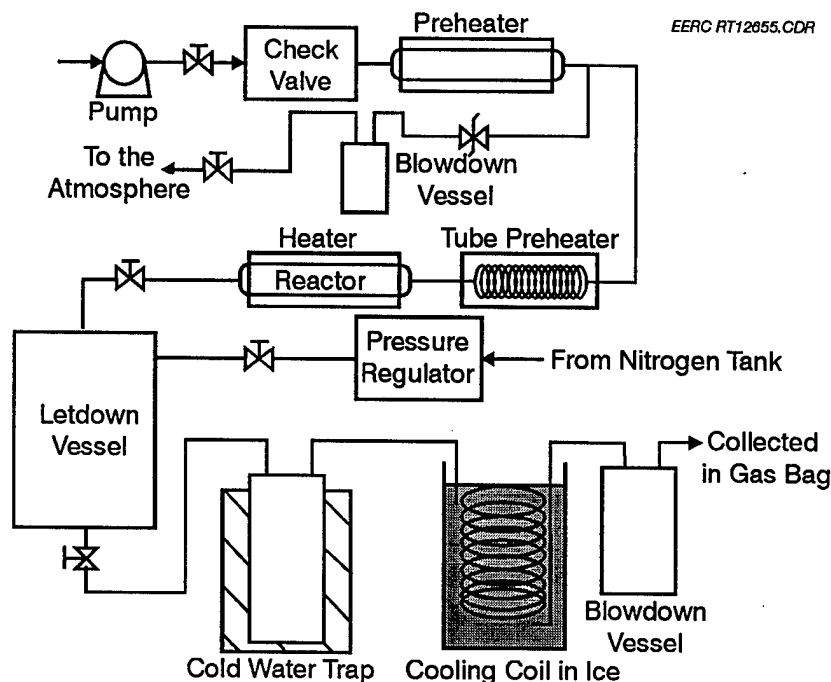 EERC RT12655.CDR
Preheater
Check
Valve
Pump
To the
Atmosphere
Blowdown
Vessel
Heater
Reactor
Tube Preheater
Pressure
Regulator
From Nitrogen Tank
Letdown
Vessel
Collected
in Gas Bag
Cold Water Trap
Cooling Coil in Ice
Blowdown
Vessel